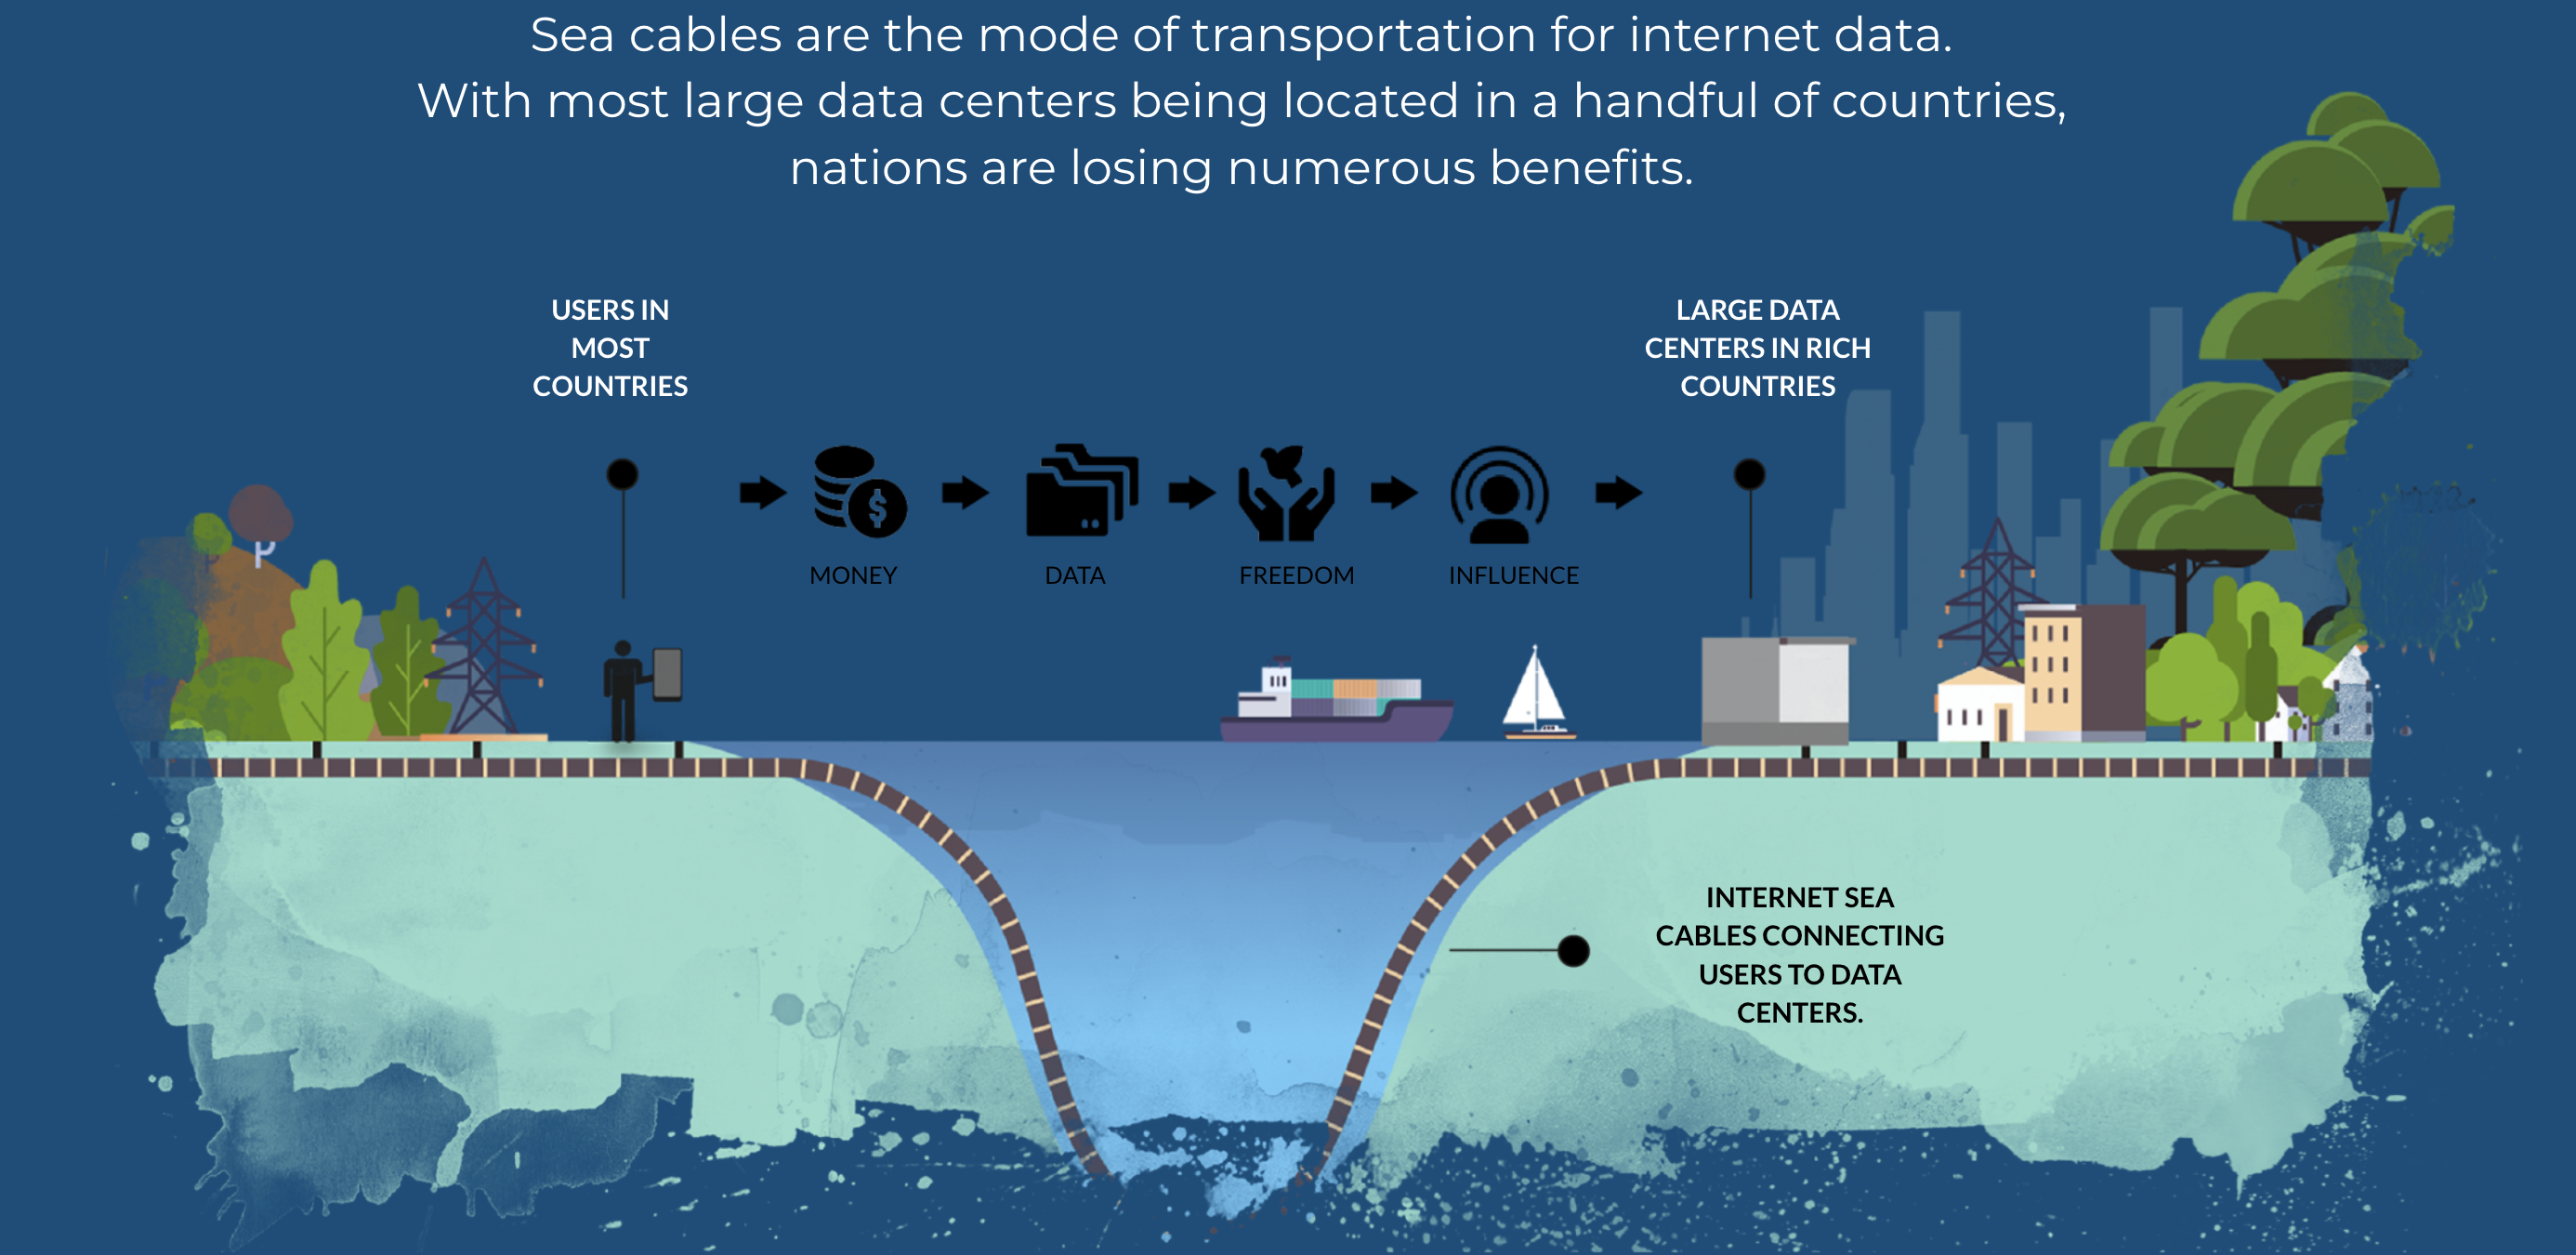 Sea cables are the mode of transportation for internet data.
With most large data centers being located in a handful of countries,
nations are losing numerous benefits.
USERS IN
MOST
COUNTRIES
LARGE DATA
CENTERS IN RICH
COUNTRIES
$
MONEY
DATA
FREEDOM
INFLUENCE
INTERNET SEA
CABLES CONNECTING
USERS TO DATA
CENTERS.